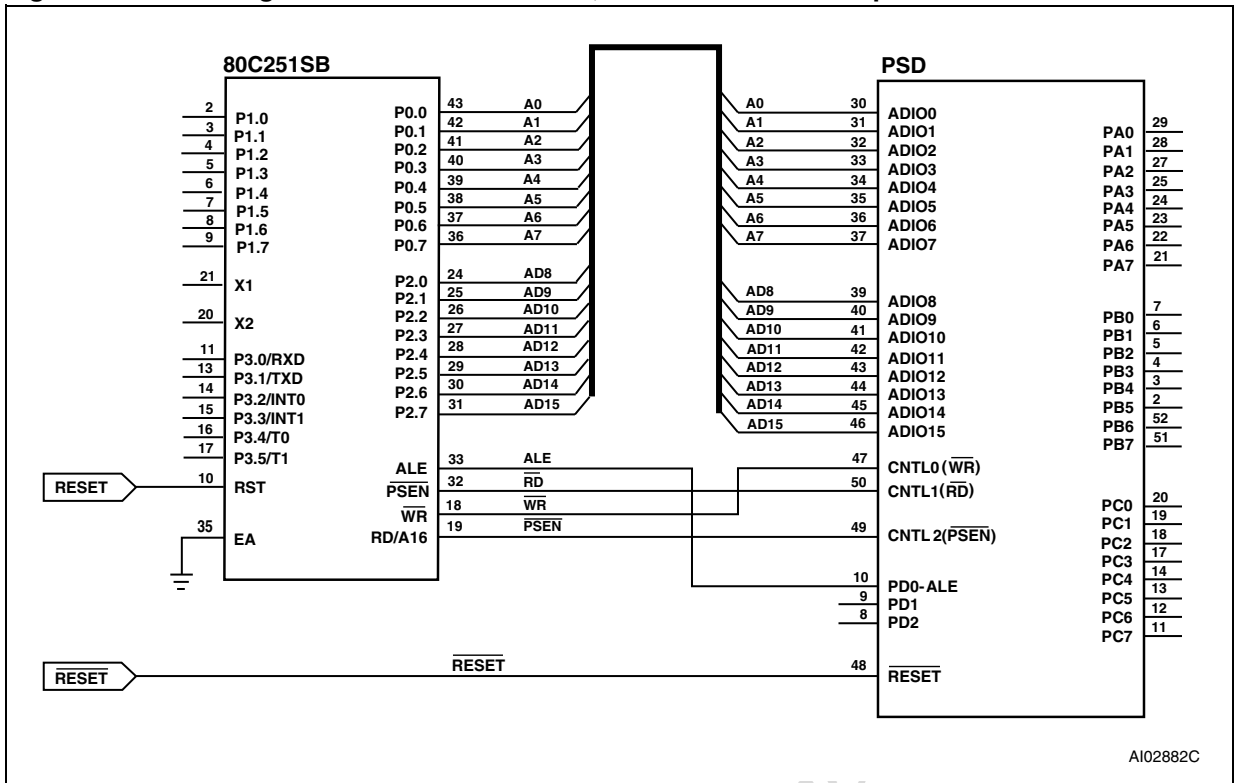 80C251SB
2 P1.0
3 P1.1
4 P1.2
5 P1.3
6 P1.4
7 P1.5
8 P1.6
9 P1.7
21 X1
20 X2
11 P3.0/RXD
13 P3.1/TXD
14 P3.2/INT0
15 P3.3/INT1
16 P3.4/T0
17 P3.5/T1
RESET 10 RST
35 EA
P0.0 43 A0
P0.1 42 A1
P0.2 41 A2
P0.3 40 A3
P0.4 39 A4
P0.5 38 A5
P0.6 37 A6
P0.7 36 A7
P2.0 24 AD8
P2.1 25 AD9
P2.2 26 AD10
P2.3 27 AD11
P2.4 28 AD12
P2.5 29 AD13
P2.6 30 AD14
P2.7 31 AD15
ALE 33 ALE
PSEN 32 RD
WR 18 WR
RD/A16 19 PSEN
PSD
A0 30 ADIO0
A1 31 ADIO1
A2 32 ADIO2
A3 33 ADIO3
A4 34 ADIO4
A5 35 ADIO5
A6 36 ADIO6
A7 37 ADIO7
AD8 39 ADIO8
AD9 40 ADIO9
AD10 41 ADIO10
AD11 42 ADIO11
AD12 43 ADIO12
AD13 44 ADIO13
AD14 45 ADIO14
AD15 46 ADIO15
47 CNTL0(WR)
50 CNTL1(RD)
49 CNTL 2(PSEN)
10 PD0-ALE
9 PD1
8 PD2
RESET RESET 48 RESET
PA0 29
PA1 28
PA2 27
PA3 25
PA4 24
PA5 23
PA6 22
PA7 21
PB0 7
PB1 6
PB2 5
PB3 4
PB4 3
PB5 2
PB6 52
PB7 51
PC0 20
PC1 19
PC2 18
PC3 17
PC4 14
PC5 13
PC6 12
PC7 11
AI02882C